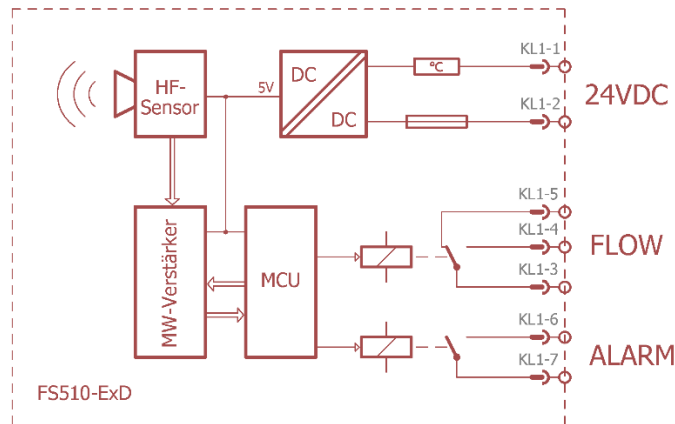 KL1-1
HF-
Sensor
DC
°C
5V
24VDC
KL1-2
DC
KL1-5
MW-Verstärker
MCU
KL1-4
FLOW
KL1-3
KL1-6
ALARM
KL1-7
FS510-ExD